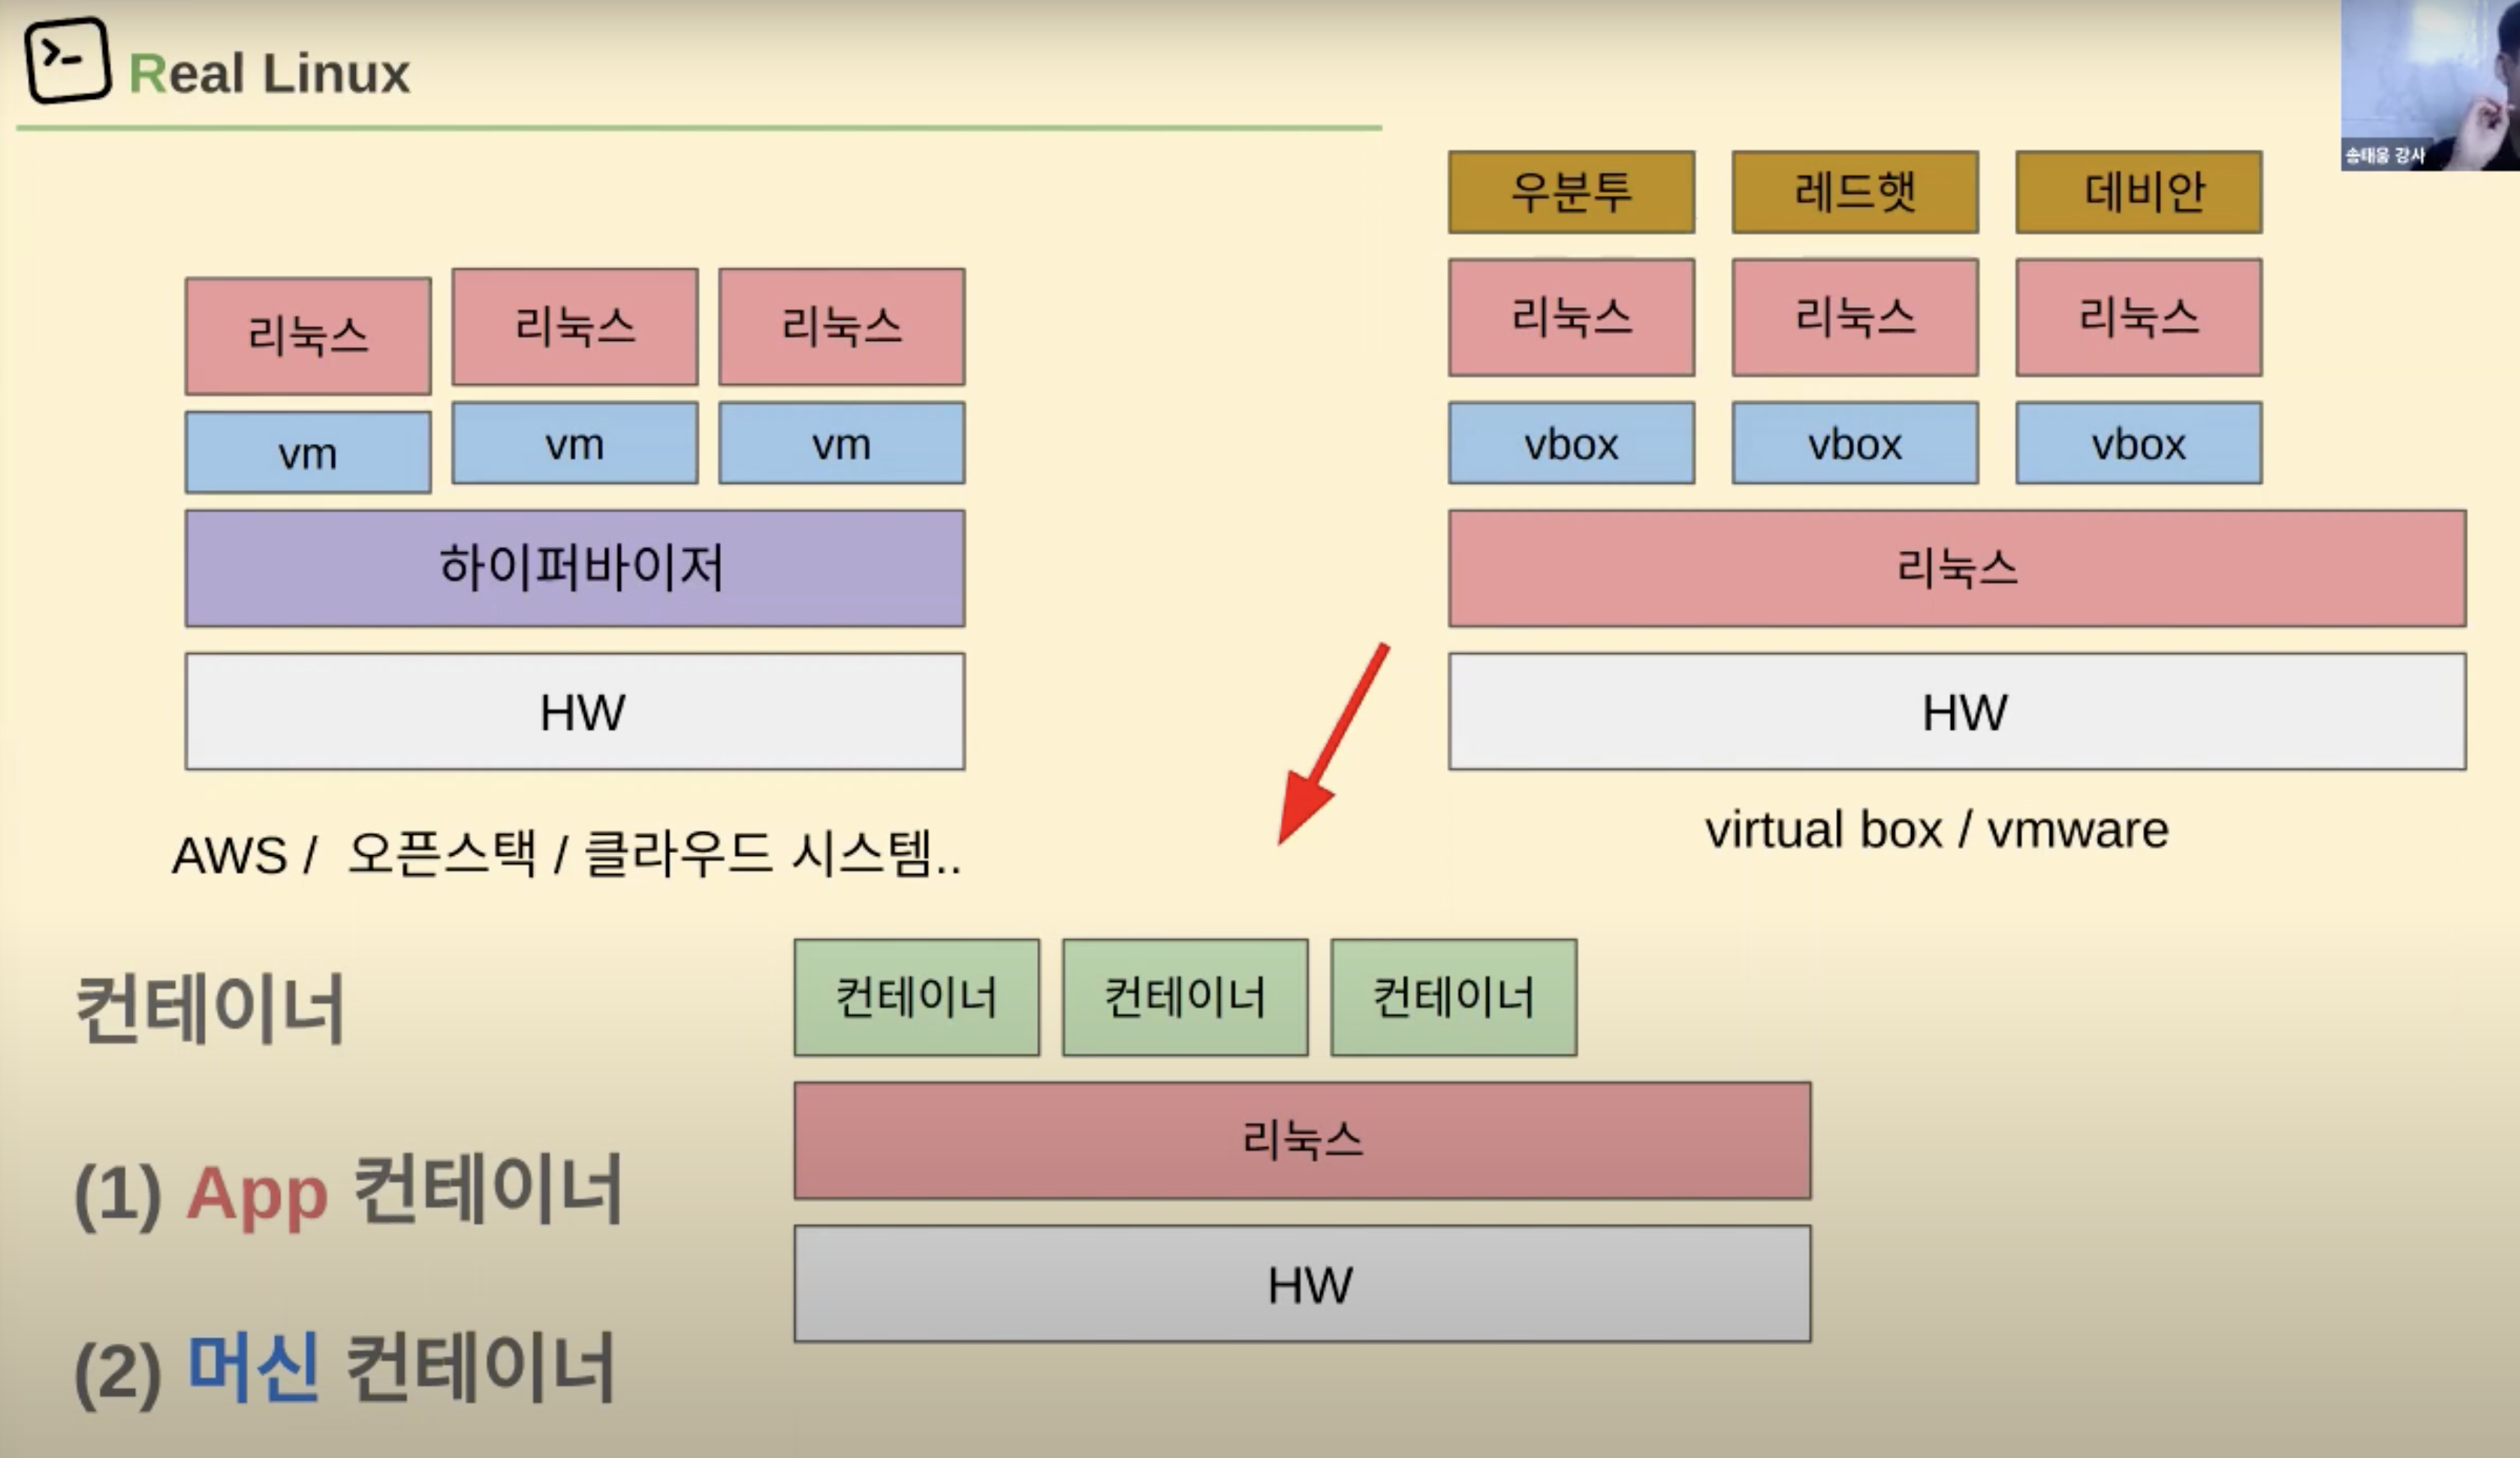 >-
Real Linux
송태웅 강사
리눅스 리눅스 리눅스
vm vm vm
하이퍼바이저
HW
AWS / 오픈스택 / 클라우드 시스템..
우분투 레드햇 데비안
리눅스 리눅스 리눅스
vbox vbox vbox
리눅스
HW
virtual box / vmware
컨테이너
(1) App 컨테이너
(2) 머신 컨테이너
컨테이너 컨테이너 컨테이너
리눅스
HW